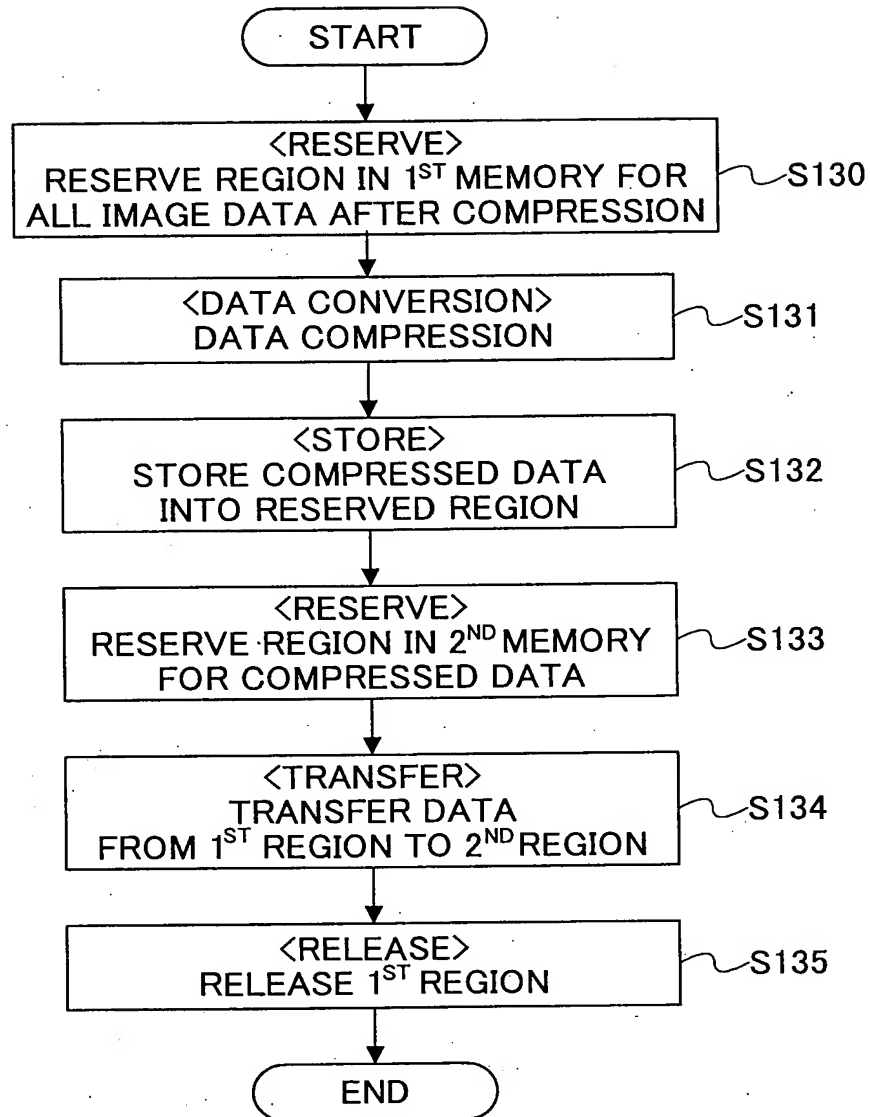 START
<RESERVE>
RESERVE REGION IN 1ST MEMORY FOR
ALL IMAGE DATA AFTER COMPRESSION
S130
<DATA CONVERSION>
DATA COMPRESSION
S131
<STORE>
STORE COMPRESSED DATA
INTO RESERVED REGION
S132
<RESERVE>
RESERVE REGION IN 2ND MEMORY
FOR COMPRESSED DATA
S133
<TRANSFER>
TRANSFER DATA
FROM 1ST REGION TO 2ND REGION
S134
<RELEASE>
RELEASE 1ST REGION
S135
END